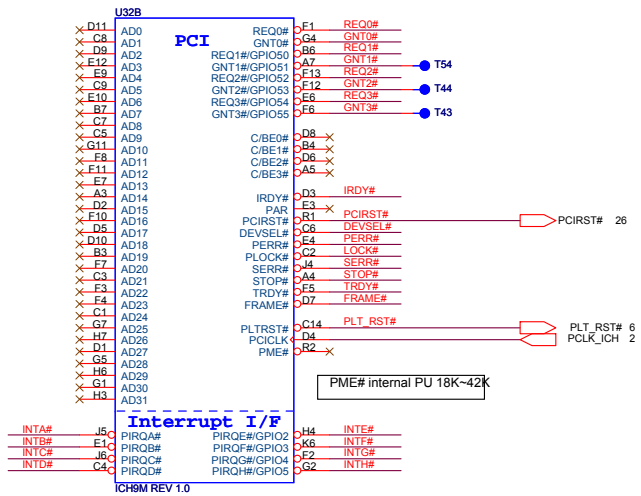 U32B
PCI
D11 AD0 REQ0# F1 REQ0#
C8 AD1 GNT0# G4 GNT0#
D9 AD2 REQ1#/GPIO50 B6 REQ1#
E12 AD3 GNT1#/GPIO51 A7 GNT1# T54
E9 AD4 REQ2#/GPIO52 F13 REQ2#
C9 AD5 GNT2#/GPIO53 F12 GNT2# T44
E10 AD6 REQ3#/GPIO54 E6 REQ3#
B7 AD7 GNT3#/GPIO55 F6 GNT3# T43
C7 AD8
C5 AD9 C/BE0# D8
G11 AD10 C/BE1# B4
F8 AD11 C/BE2# D6
F11 AD12 C/BE3# A5
E7 AD13
A3 AD14 IRDY# D3 IRDY#
D2 AD15 PAR E3
F10 AD16 PCIRST# R1 PCIRST# PCIRST# 26
D5 AD17 DEVSEL# C6 DEVSEL#
D10 AD18 PERR# E4 PERR#
B3 AD19 PLOCK# C2 LOCK#
F7 AD20 SERR# J4 SERR#
C3 AD21 STOP# A4 STOP#
F3 AD22 TRDY# F5 TRDY#
F4 AD23 FRAME# D7 FRAME#
C1 AD24
G7 AD25 PLTRST# C14 PLT_RST# PLT_RST# 6
H7 AD26 PCICLK D4 PCLK_ICH 2
D1 AD27 PME# R2
G5 AD28
H6 AD29
G1 AD30
H3 AD31
PME# internal PU 18K~42K
Interrupt I/F
INTA# J5 PIRQA# PIRQE#/GPIO2 H4 INTE#
INTB# E1 PIRQB# PIRQF#/GPIO3 K6 INTF#
INTC# J6 PIRQC# PIRQG#/GPIO4 F2 INTG#
INTD# C4 PIRQD# PIRQH#/GPIO5 G2 INTH#
ICH9M REV 1.0